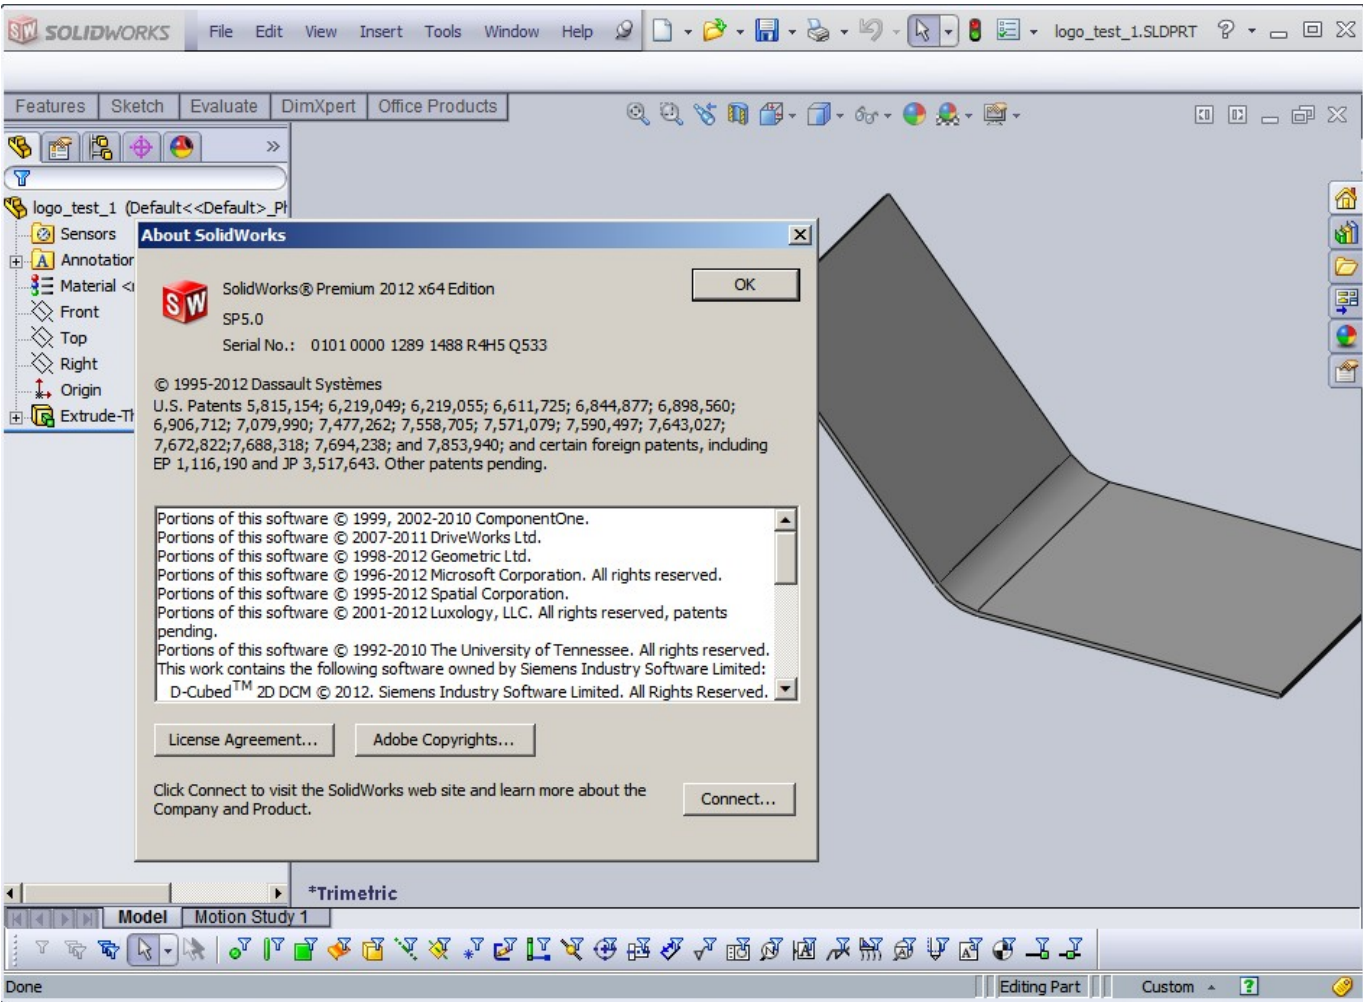 SW SOLIDWORKS File Edit View Insert Tools Window Help logo_test_1.SLDPRT ?
Features Sketch Evaluate DimXpert Office Products
logo_test_1 (Default<<Default>_Ph
Sensors
Annotation
Material <
Front
Top
Right
Origin
Extrude-Th
About SolidWorks
SW
SolidWorks® Premium 2012 x64 Edition
OK
SP5.0
Serial No.: 0101 0000 1289 1488 R4H5 Q533
© 1995-2012 Dassault Systèmes
U.S. Patents 5,815,154; 6,219,049; 6,219,055; 6,611,725; 6,844,877; 6,898,560;
6,906,712; 7,079,990; 7,477,262; 7,558,705; 7,571,079; 7,590,497; 7,643,027;
7,672,822;7,688,318; 7,694,238; and 7,853,940; and certain foreign patents, including
EP 1,116,190 and JP 3,517,643. Other patents pending.
Portions of this software © 1999, 2002-2010 ComponentOne.
Portions of this software © 2007-2011 DriveWorks Ltd.
Portions of this software © 1998-2012 Geometric Ltd.
Portions of this software © 1996-2012 Microsoft Corporation. All rights reserved.
Portions of this software © 1995-2012 Spatial Corporation.
Portions of this software © 2001-2012 Luxology, LLC. All rights reserved, patents
pending.
Portions of this software © 1992-2010 The University of Tennessee. All rights reserved.
This work contains the following software owned by Siemens Industry Software Limited:
D-Cubed™ 2D DCM © 2012. Siemens Industry Software Limited. All Rights Reserved.
License Agreement... Adobe Copyrights...
Click Connect to visit the SolidWorks web site and learn more about the
Company and Product.
Connect...
*Trimetric
Model Motion Study 1
Done Editing Part Custom ?